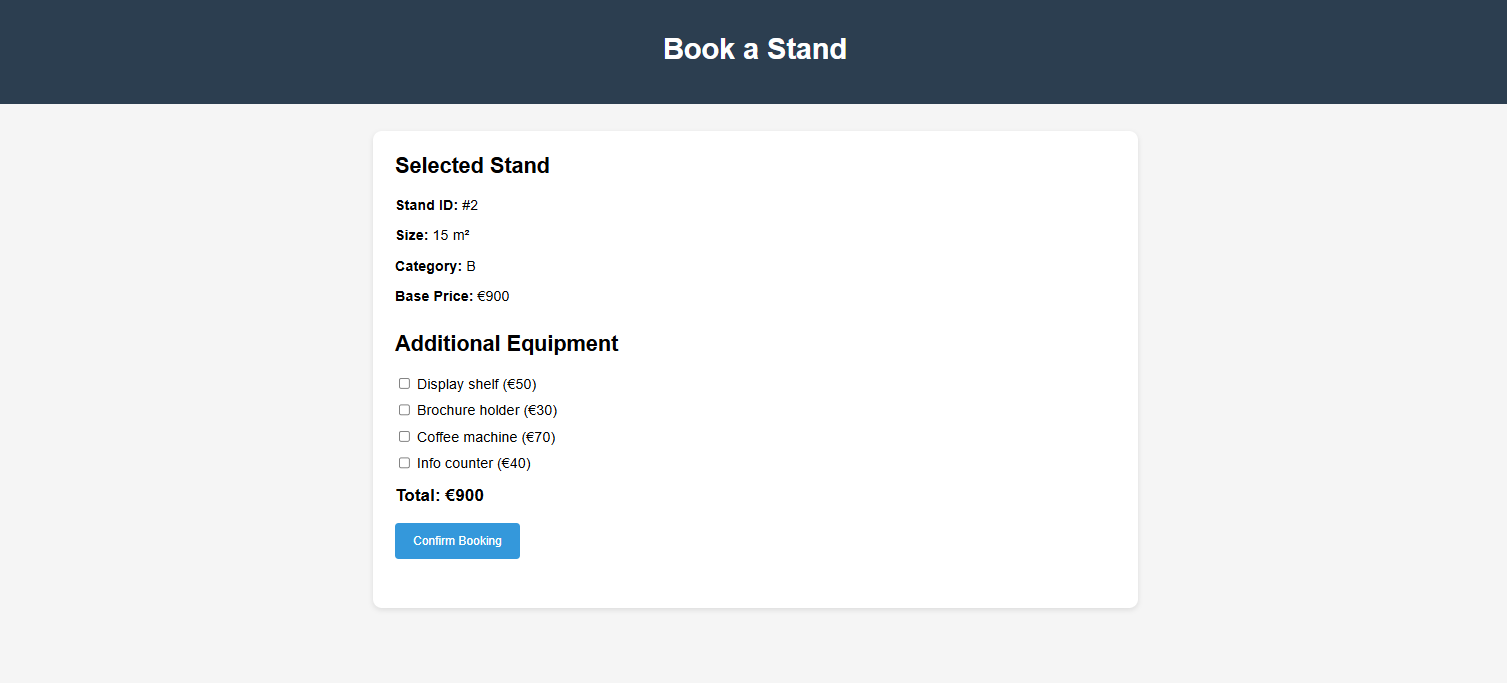 Book a Stand
Selected Stand
Stand ID: #2
Size: 15 m²
Category: B
Base Price: €900
Additional Equipment
Display shelf (€50)
Brochure holder (€30)
Coffee machine (€70)
Info counter (€40)
Total: €900
Confirm Booking